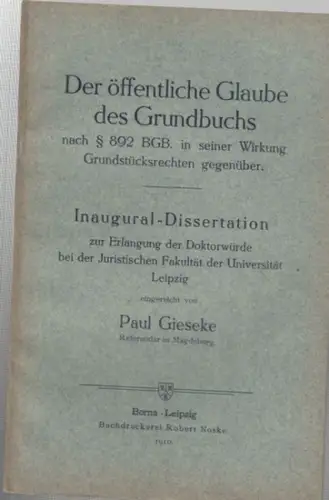 Der öffentliche Glaube
des Grundbuchs
nach § 892 BGB. in seiner Wirkung
Grundstücksrechten gegenüber.
Inaugural-Dissertation
zur Erlangung der Doktorwürde
bei der Juristischen Fakultät der Universität
Leipzig
eingereicht von
Paul Gieseke
Referendar in Magdeburg.
Borna-Leipzig
Buchdruckerei Robert Noske
1910